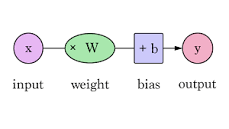 x × W + b y
input weight bias output